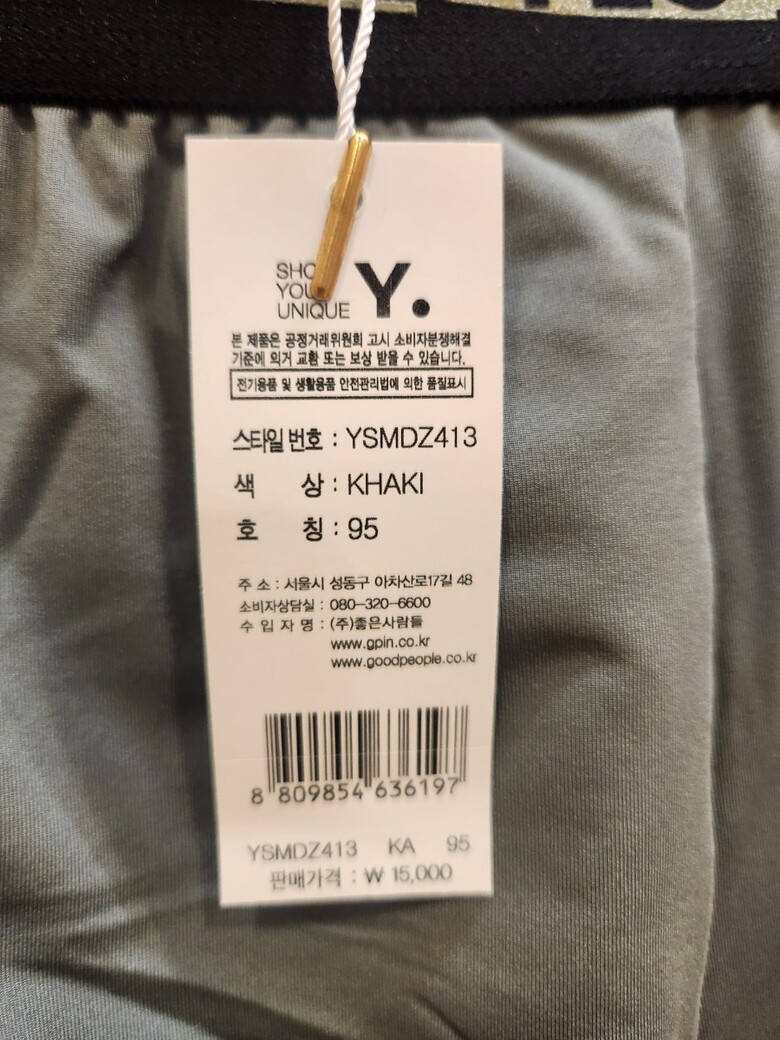 YOU
UNIQUE
Y.
본 제품은 공정거래위원회 고시 소비자분쟁해결
기준에 의거 교환 또는 보상 받을 수 있습니다.
전기용품 및 생활용품 안전관리법에 의한 품질표시
스타일 번호 : YSMDZ413
색 상 : KHAKI
호 칭 : 95
주 소 : 서울시 성동구 아차산로17길 48
소비자상담실 : 080-320-6600
수 입 자 명 : (주)좋은사람들
www.gpin.co.kr
www.goodpeople.co.kr
8 809854 636197
YSMDZ413 KA 95
판매가격 : ₩ 15,000